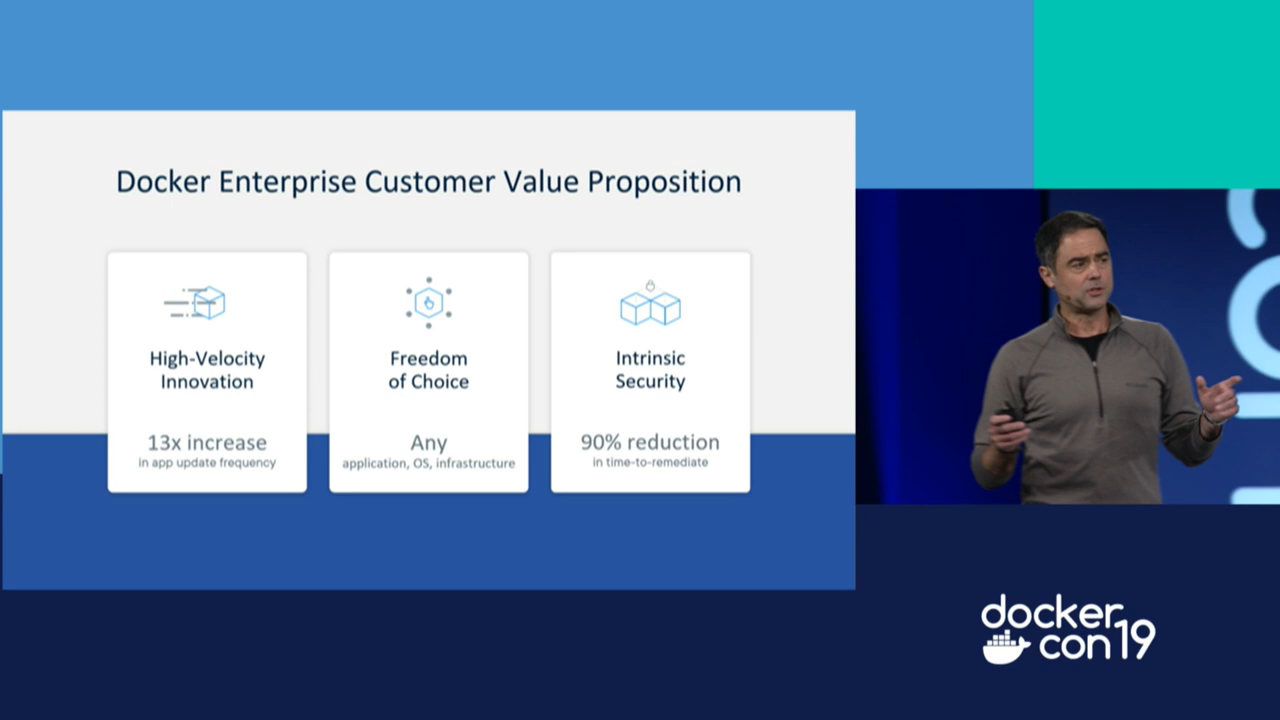 Docker Enterprise Customer Value Proposition
High-Velocity
Innovation
13x increase
in app update frequency
Freedom
of Choice
Any
application, OS, infrastructure
Intrinsic
Security
90% reduction
in time-to-remediate
docker
con19